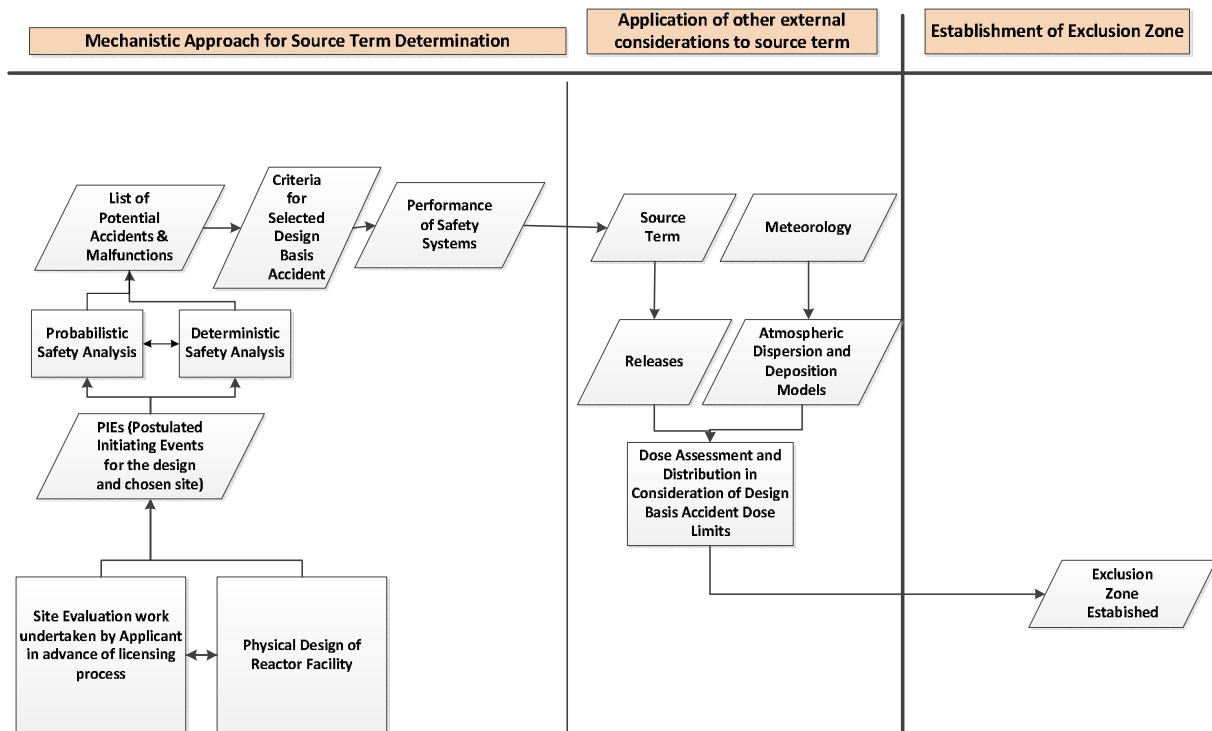 Mechanistic Approach for Source Term Determination
Application of other external
considerations to source term
Establishment of Exclusion Zone
List of
Potential
Accidents &
Malfunctions
Criteria
for
Selected
Design
Basis
Accident
Performance
of Safety
Systems
Source
Term
Meteorology
Probabilistic
Safety Analysis
Deterministic
Safety Analysis
Releases
Atmospheric
Dispersion and
Deposition
Models
PIEs (Postulated
Initiating Events
for the design
and chosen site)
Dose Assessment and
Distribution in
Consideration of Design
Basis Accident Dose
Limits
Site Evaluation work
undertaken by Applicant
in advance of licensing
process
Physical Design of
Reactor Facility
Exclusion
Zone
Estabished